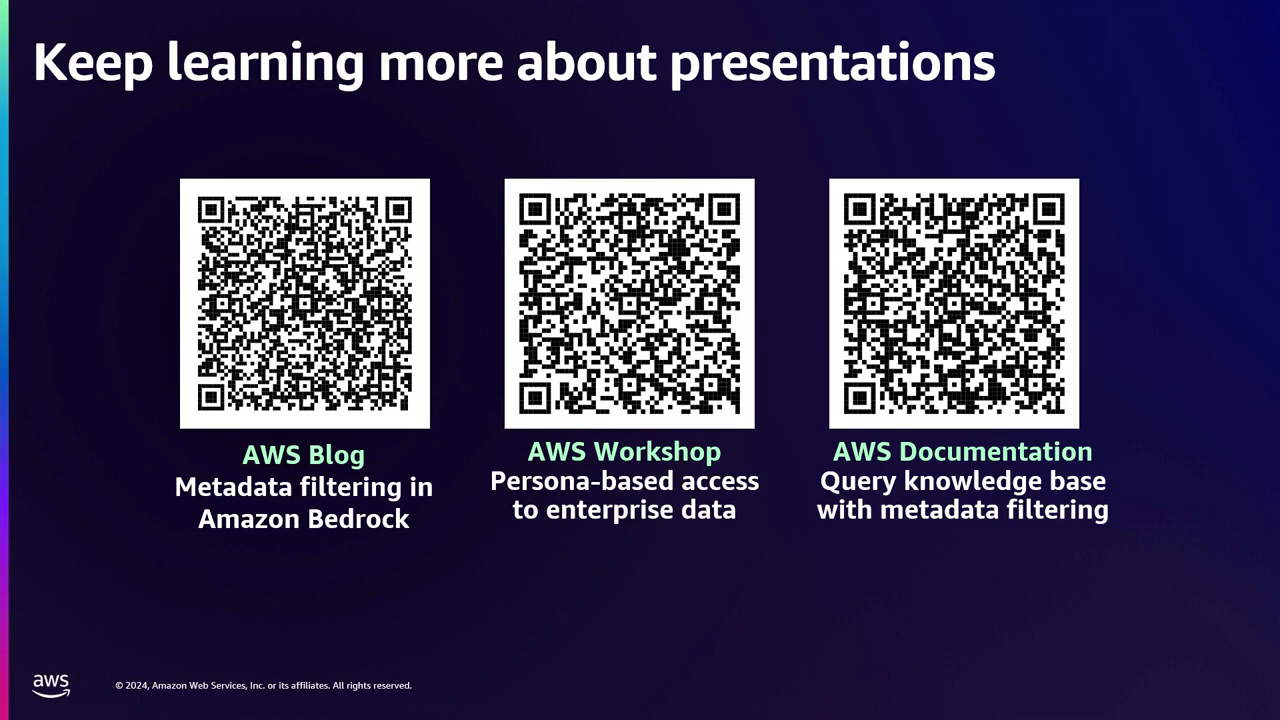 Keep learning more about presentations
AWS Blog
Metadata filtering in
Amazon Bedrock
AWS Workshop
Persona-based access
to enterprise data
AWS Documentation
Query knowledge base
with metadata filtering
aws
© 2024, Amazon Web Services, Inc. or its affiliates. All rights reserved.